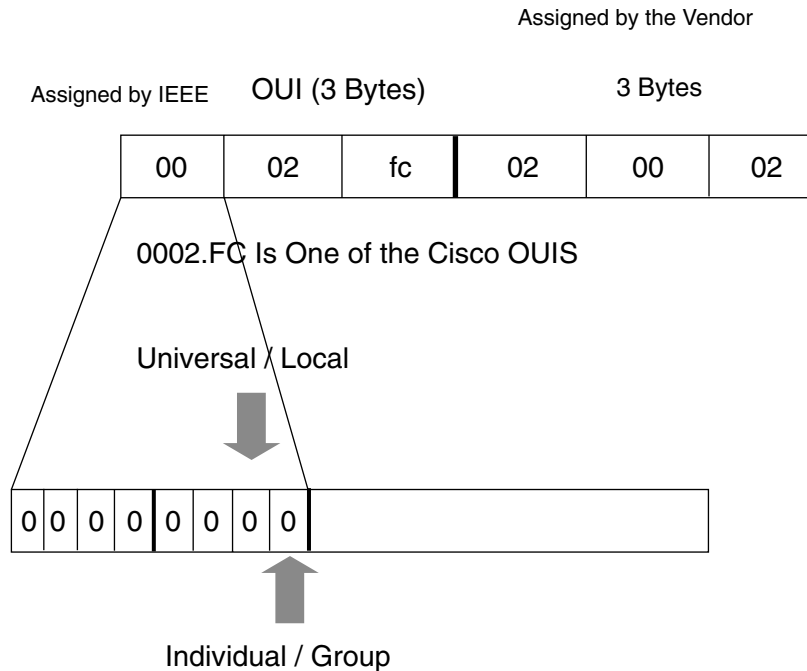 Assigned by the Vendor
Assigned by IEEE OUI (3 Bytes) 3 Bytes
00 02 fc 02 00 02
0002.FC Is One of the Cisco OUIS
Universal / Local
0 0 0 0 0 0 0 0
Individual / Group